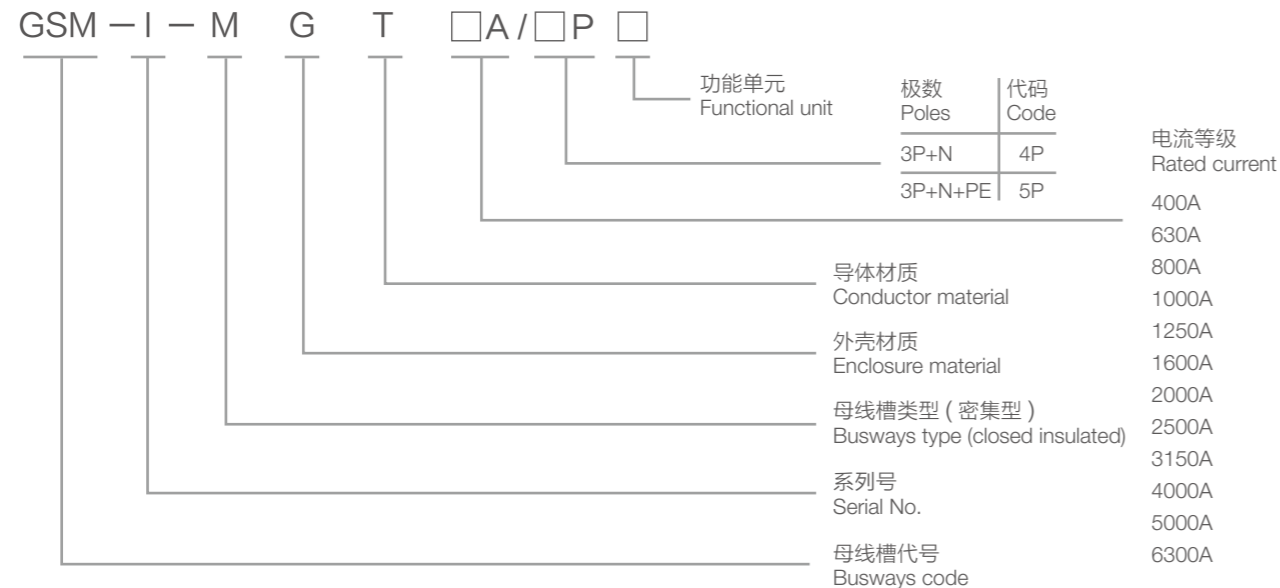 GSM－I－M G T □A/□P □
功能单元
Functional unit
极数 代码
Poles Code
3P+N 4P
3P+N+PE 5P
电流等级
Rated current
400A
630A
800A
1000A
1250A
1600A
2000A
2500A
3150A
4000A
5000A
6300A
导体材质
Conductor material
外壳材质
Enclosure material
母线槽类型 ( 密集型 )
Busways type (closed insulated)
系列号
Serial No.
母线槽代号
Busways code